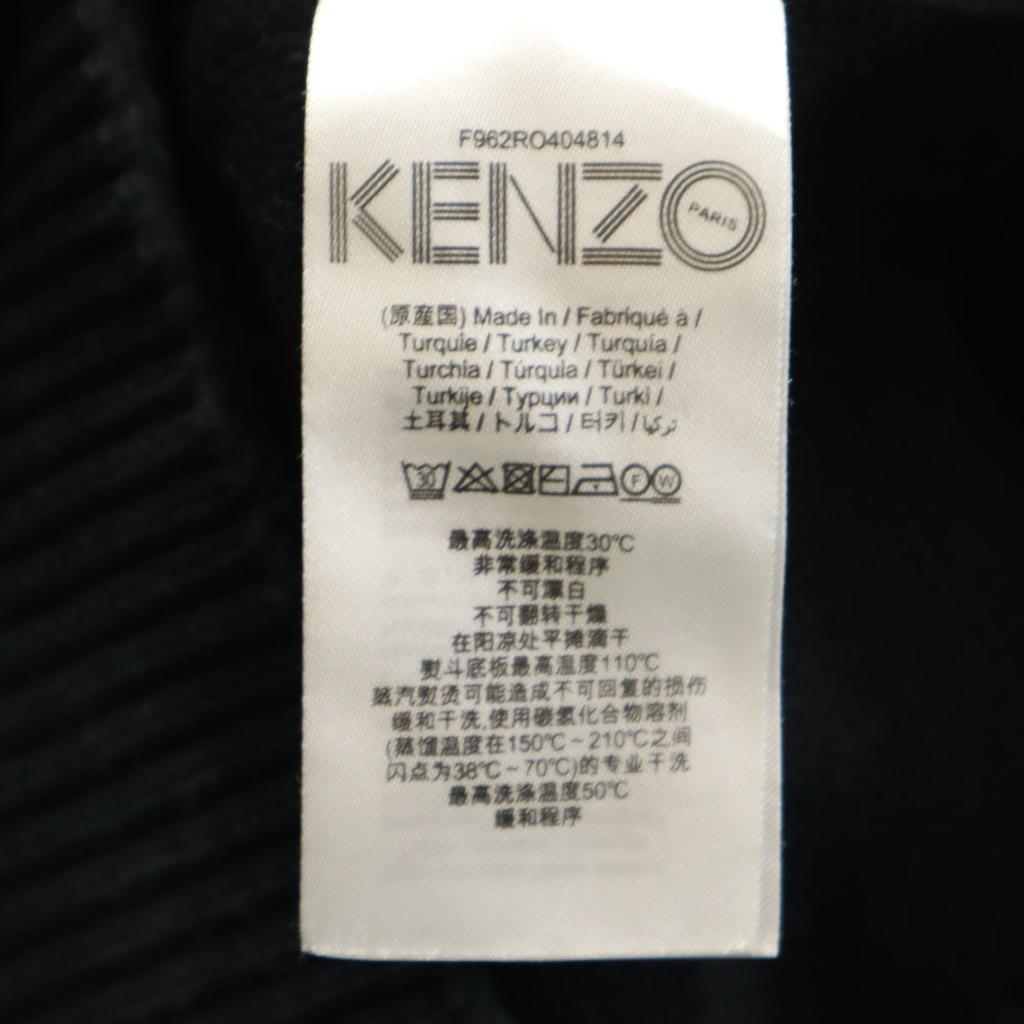 F962RO404814
KENZO
PARIS
(原産国) Made In / Fabriqué à /
Turquie / Turkey / Turquía /
Turchia / Túrquia / Türkei /
Turkije / Турции / Turki /
土耳其 / トルコ / 터키 / تركيا
30
F W
最高洗涤温度30℃
非常缓和程序
不可漂白
不可翻转干燥
在阳凉处平摊滴干
熨斗底板最高温度110℃
蒸汽熨烫可能造成不可回复的损伤
缓和干洗,使用碳氢化合物溶剂
(蒸馏温度在150℃~210℃之间
闪点为38℃~70℃)的专业干洗
最高洗涤温度50℃
缓和程序